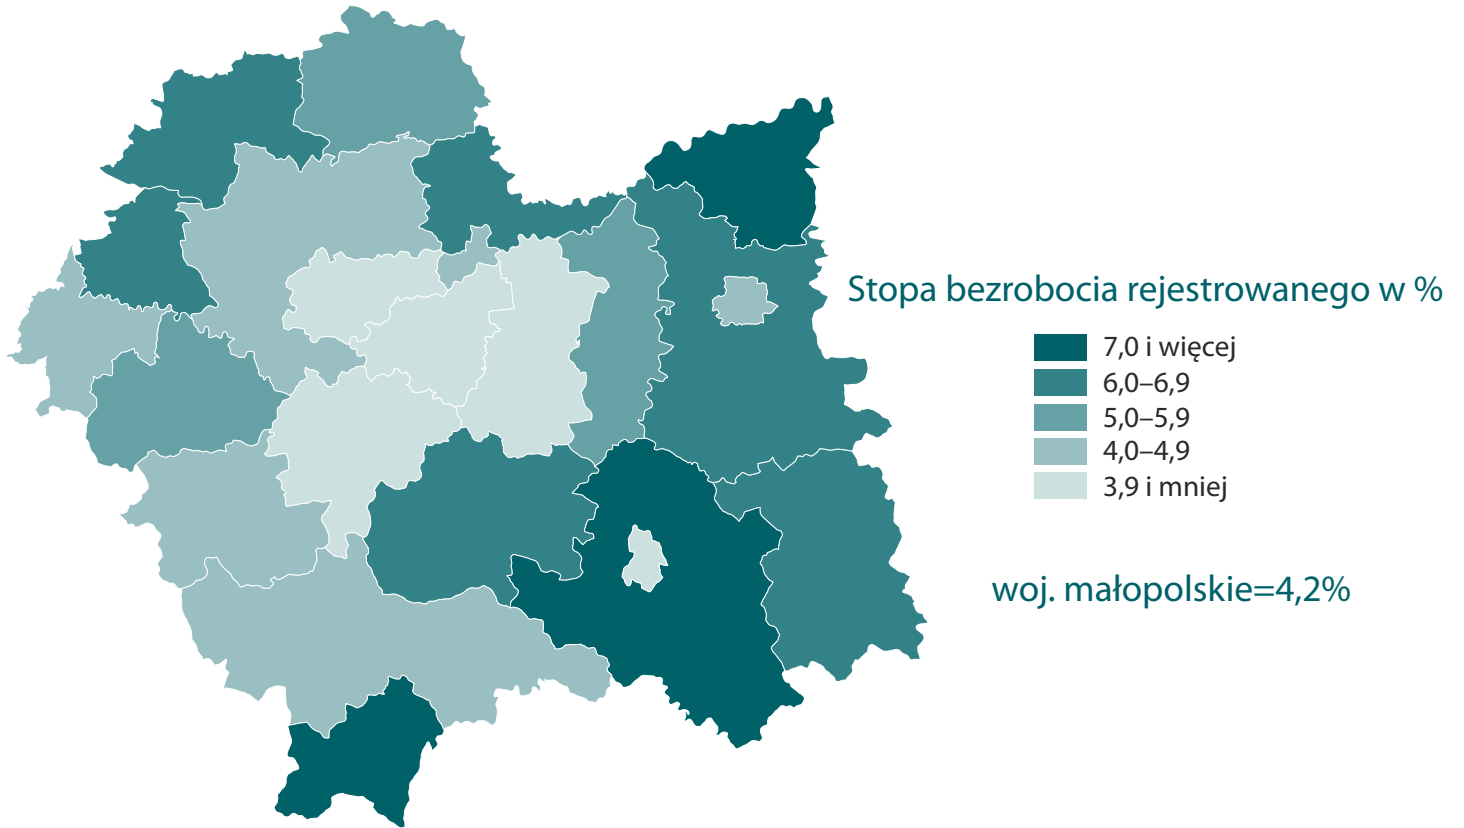 Stopa bezrobocia rejestrowanego w %
7,0 i więcej
6,0–6,9
5,0–5,9
4,0–4,9
3,9 i mniej
woj. małopolskie=4,2%